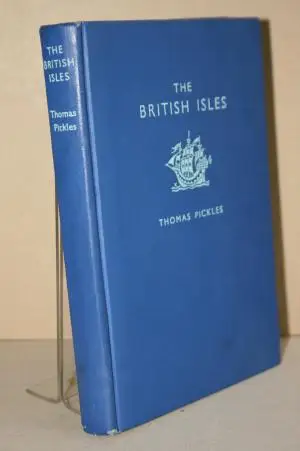 THE
BRITISH
ISLES
Thomas
Pickles
THE
BRITISH ISLES
THOMAS PICKLES